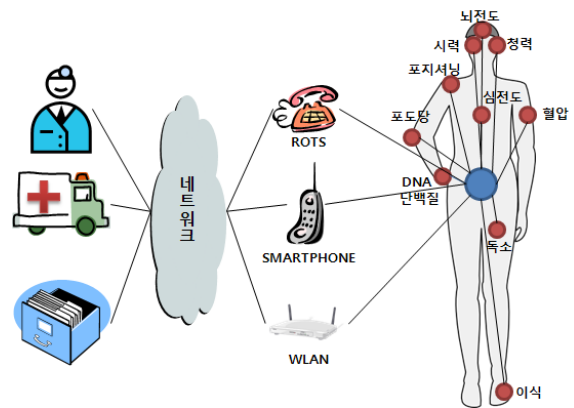 뇌전도
시력
청력
포지셔닝
심전도
혈압
포도당
ROTS
네트워크
DNA
단백질
독소
SMARTPHONE
WLAN
이식